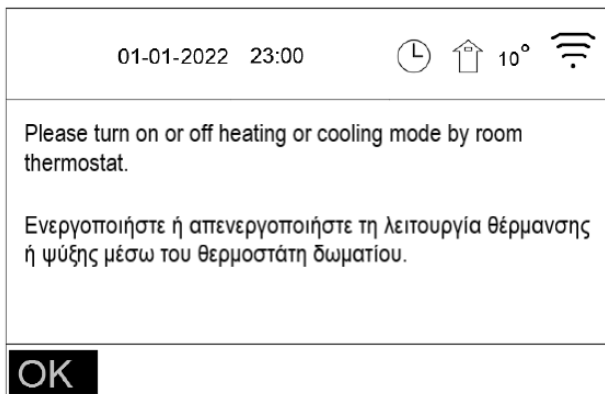 01-01-2022 23:00 10°
Please turn on or off heating or cooling mode by room
thermostat.
Ενεργοποιήστε ή απενεργοποιήστε τη λειτουργία θέρμανσης
ή ψύξης μέσω του θερμοστάτη δωματίου.
OK